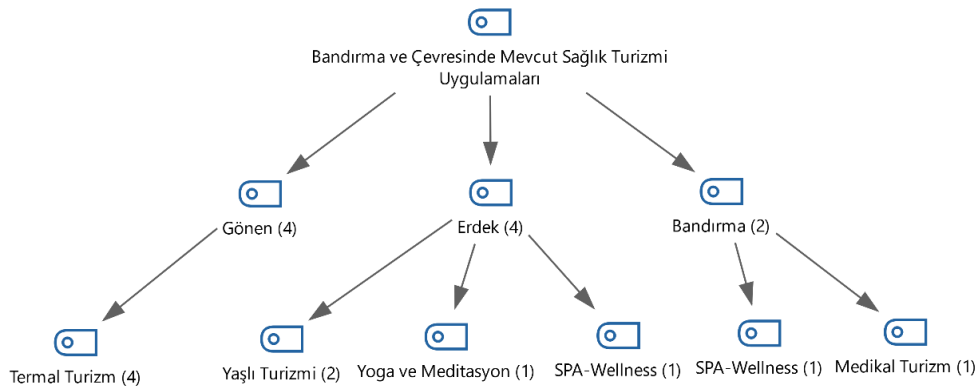 Bandırma ve Çevresinde Mevcut Sağlık Turizmi
Uygulamaları
Gönen (4)
Erdek (4)
Bandırma (2)
Termal Turizm (4)
Yaşlı Turizmi (2)
Yoga ve Meditasyon (1)
SPA-Wellness (1)
SPA-Wellness (1)
Medikal Turizm (1)